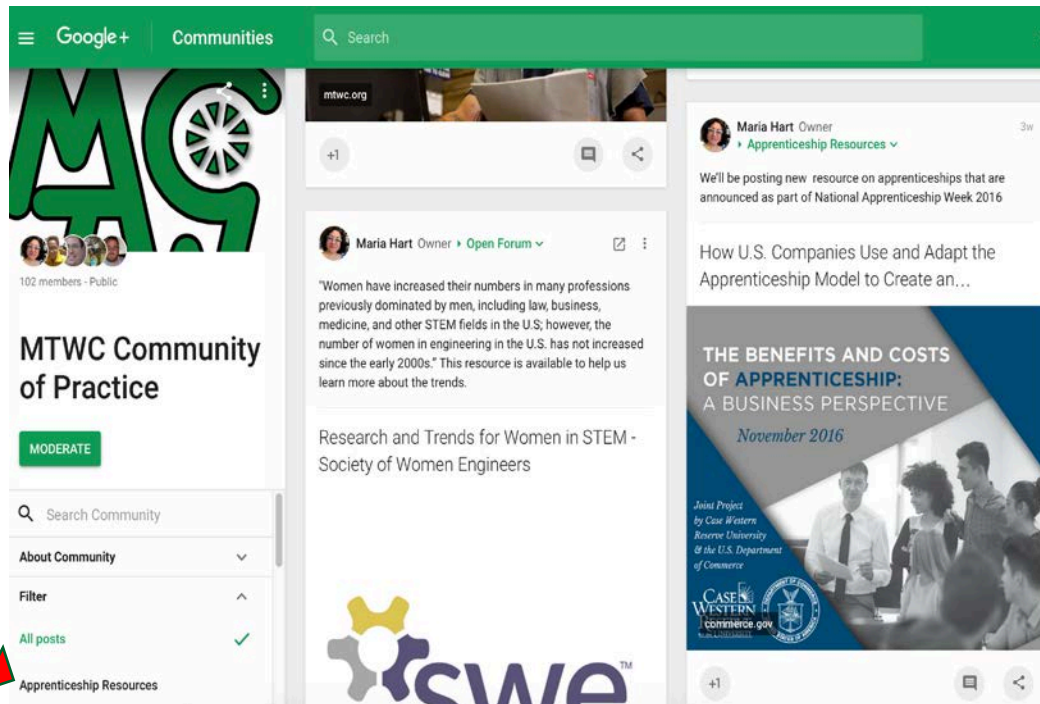 Google+
Communities
Search
102 members - Public
MTWC Community
of Practice
MODERATE
Search Community
About Community
Filter
All posts
Apprenticeship Resources
mtwc.org
+1
Maria Hart Owner ▸ Open Forum
"Women have increased their numbers in many professions
previously dominated by men, including law, business,
medicine, and other STEM fields in the U.S; however, the
number of women in engineering in the U.S. has not increased
since the early 2000s." This resource is available to help us
learn more about the trends.
Research and Trends for Women in STEM -
Society of Women Engineers
swe™
Maria Hart Owner
3w
▸ Apprenticeship Resources
We'll be posting new resource on apprenticeships that are
announced as part of National Apprenticeship Week 2016
How U.S. Companies Use and Adapt the
Apprenticeship Model to Create an...
THE BENEFITS AND COSTS
OF APPRENTICESHIP:
A BUSINESS PERSPECTIVE
November 2016
Joint Project
by Case Western
Reserve University
& the U.S. Department
of Commerce
CASE
WESTERN
commerce.gov
+1